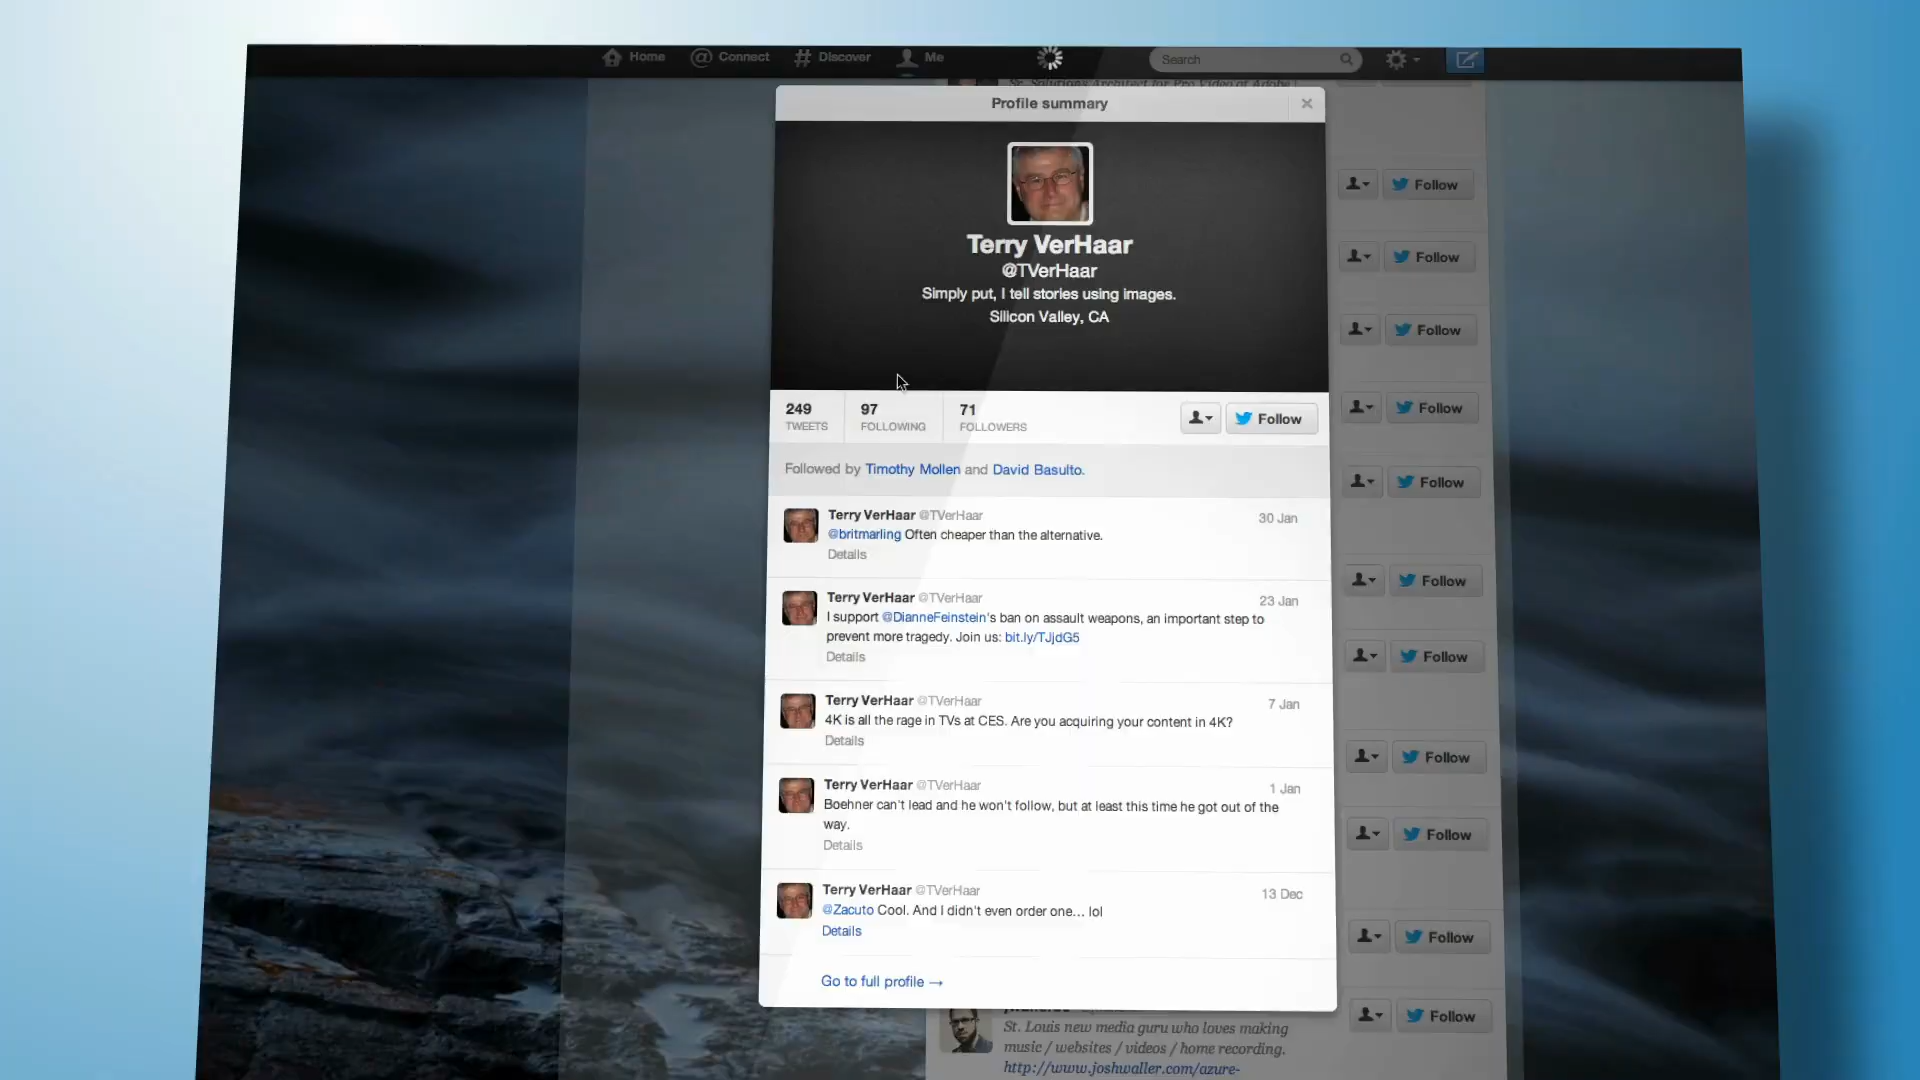 Home Connect Discover Me Search
St. Solutions Architect for Pro Video at Adobe
Profile summary
Terry VerHaar
@TVerHaar
Simply put, I tell stories using images.
Silicon Valley, CA
249 97 71
TWEETS FOLLOWING FOLLOWERS
Follow
Followed by Timothy Mollen and David Basulto.
Terry VerHaar @TVerHaar 30 Jan
@britmarling Often cheaper than the alternative.
Details
Terry VerHaar @TVerHaar 23 Jan
I support @DianneFeinstein's ban on assault weapons, an important step to
prevent more tragedy. Join us: bit.ly/TJjdG5
Details
Terry VerHaar @TVerHaar 7 Jan
4K is all the rage in TVs at CES. Are you acquiring your content in 4K?
Details
Terry VerHaar @TVerHaar 1 Jan
Boehner can't lead and he won't follow, but at least this time he got out of the
way.
Details
Terry VerHaar @TVerHaar 13 Dec
@Zacuto Cool. And I didn't even order one... lol
Details
Go to full profile →
Follow
Follow
Follow
Follow
Follow
Follow
Follow
Follow
Follow
Follow
Follow
St. Louis new media guru who loves making
music / websites / videos / home recording.
http://www.joshwaller.com/azure-